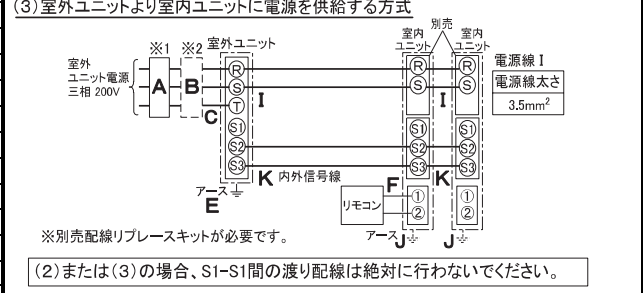 (3)室外ユニットより室内ユニットに電源を供給する方式
別売
※1 ※2 室外ユニット 室内ユニット 室内ユニット
室外
ユニット電源
三相 200V
A B C
R
S
T
S1
S2
S3
I
R
S
S1
S2
S3
I
R
S
S1
S2
S3
電源線 I
電源線太さ
3.5mm²
K 内外信号線
K
アース
E
F
リモコン
①
②
①
②
アース J
J
※別売配線リプレースキットが必要です。
(2)または(3)の場合、S1-S1間の渡り配線は絶対に行わないでください。